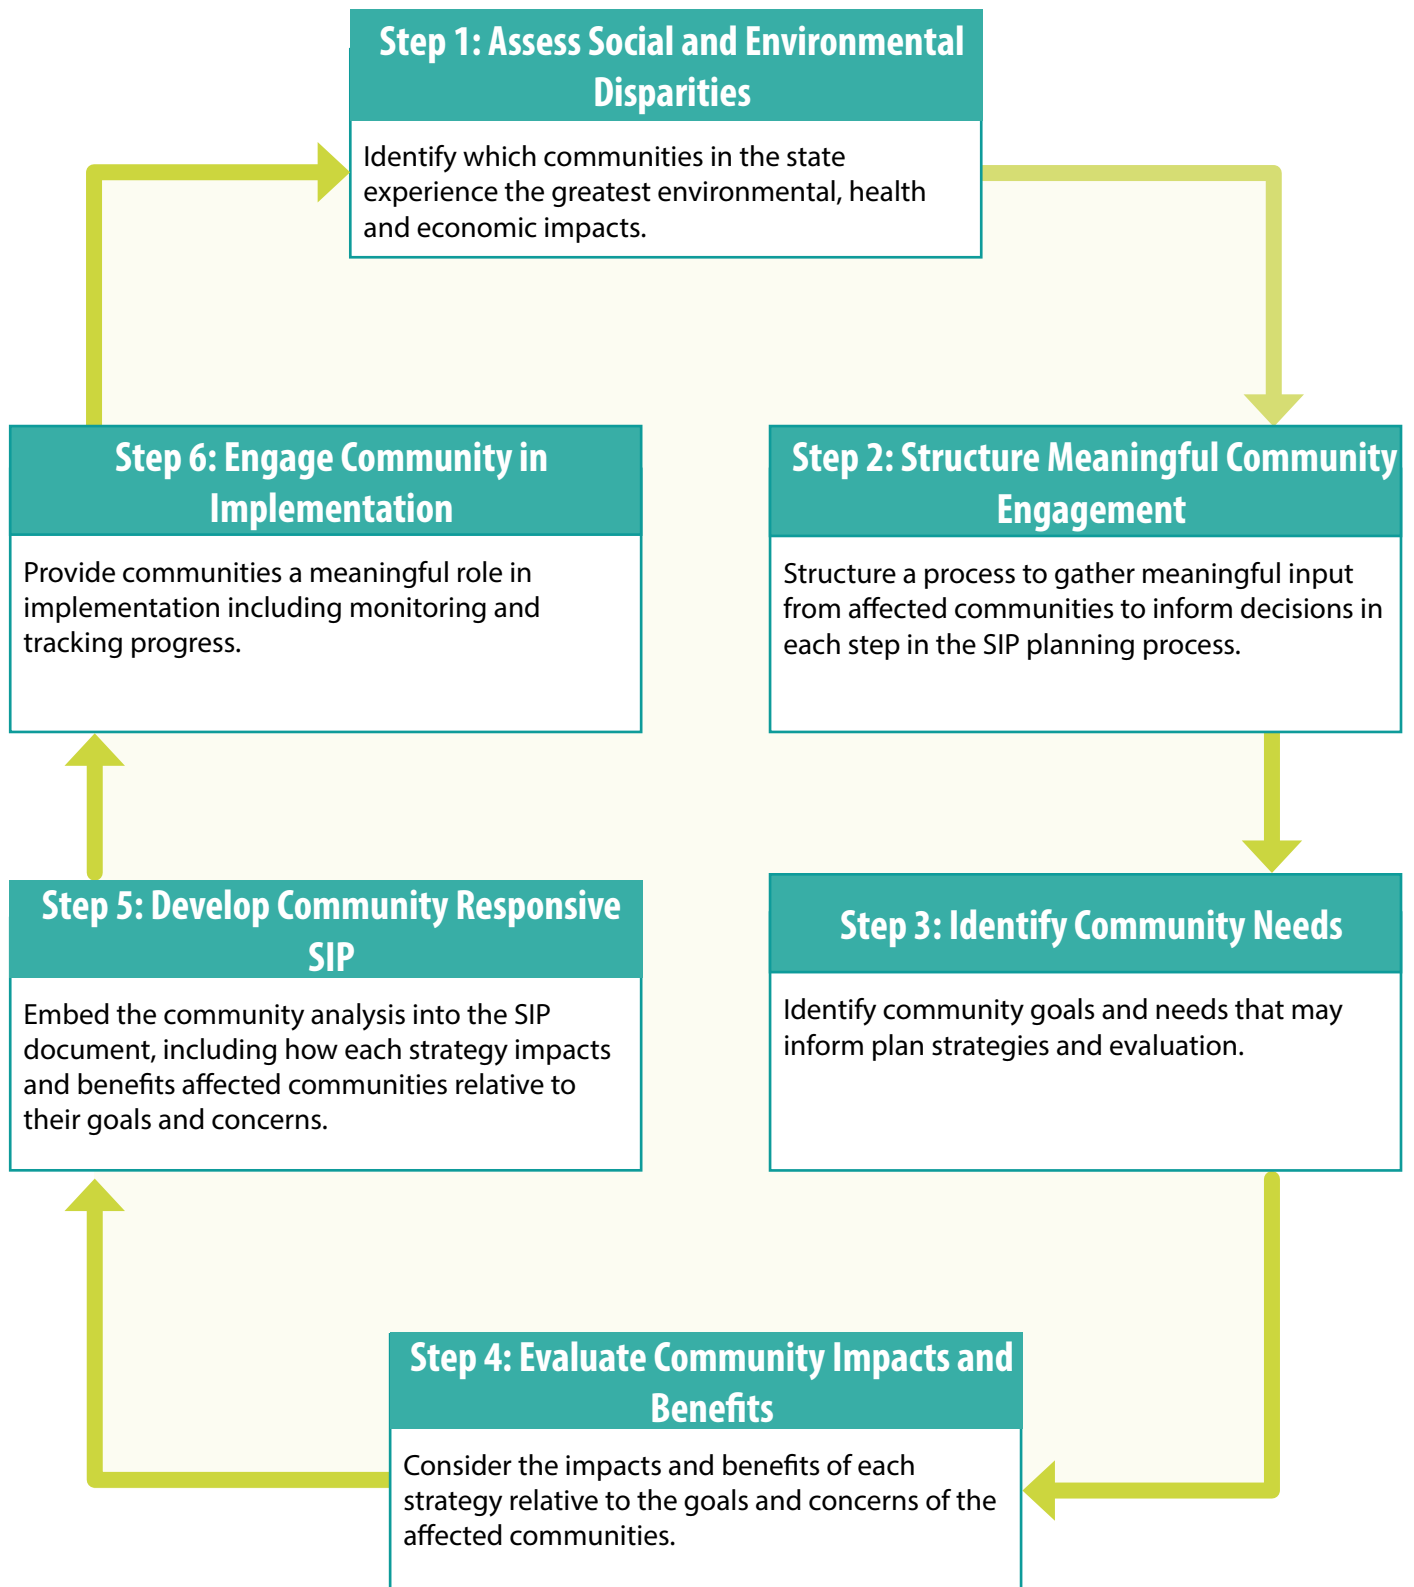 Step 1: Assess Social and Environmental
Disparities
Identify which communities in the state
experience the greatest environmental, health
and economic impacts.
Step 2: Structure Meaningful Community
Engagement
Structure a process to gather meaningful input
from affected communities to inform decisions in
each step in the SIP planning process.
Step 3: Identify Community Needs
Identify community goals and needs that may
inform plan strategies and evaluation.
Step 4: Evaluate Community Impacts and
Benefits
Consider the impacts and benefits of each
strategy relative to the goals and concerns of the
affected communities.
Step 5: Develop Community Responsive
SIP
Embed the community analysis into the SIP
document, including how each strategy impacts
and benefits affected communities relative to
their goals and concerns.
Step 6: Engage Community in
Implementation
Provide communities a meaningful role in
implementation including monitoring and
tracking progress.